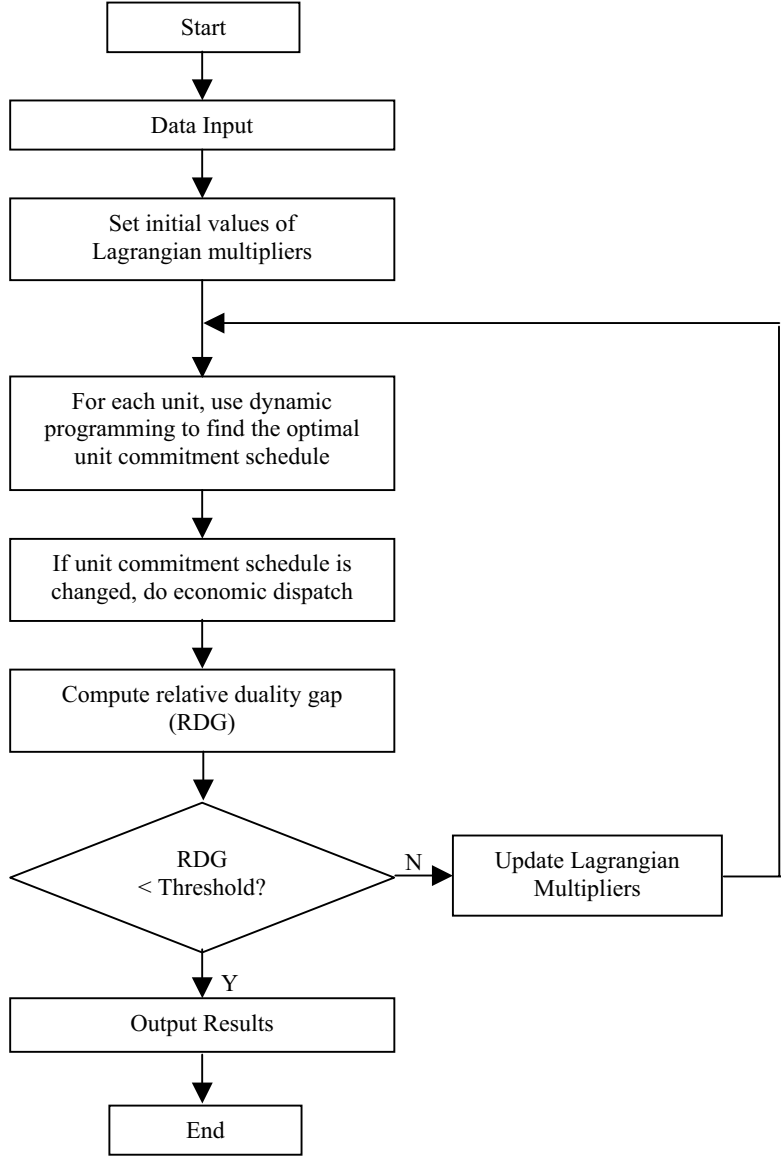 Start
Data Input
Set initial values of
Lagrangian multipliers
For each unit, use dynamic
programming to find the optimal
unit commitment schedule
If unit commitment schedule is
changed, do economic dispatch
Compute relative duality gap
(RDG)
RDG
< Threshold?
N
Update Lagrangian
Multipliers
Y
Output Results
End